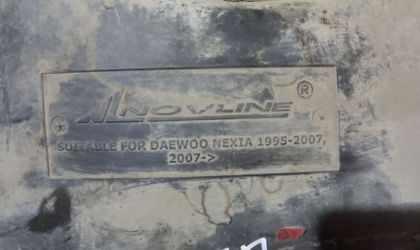 NOVLINE ®
SUITABLE FOR DAEWOO NEXIA 1995-2007,
2007->